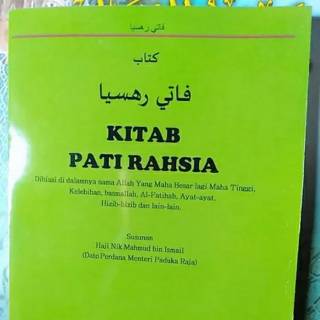 فاتي رهسيا
كتاب
فاتي رهسيا
KITAB
PATI RAHSIA
Dihiasi di dalamnya nama Allah Yang Maha Besar lagi Maha Tinggi,
Kelebihan, basmallah, Al-Fatihah, Ayat-ayat,
Hizib-hizib dan lain-lain.
Susunan
Haji Nik Mahmud bin Ismail
(Dato Perdana Menteri Paduka Raja)